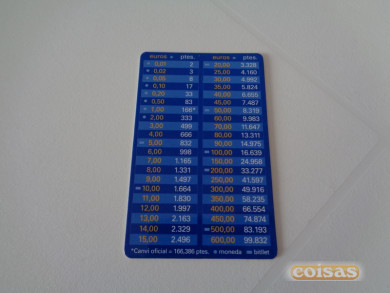 euros = ptes. euros = ptes.
= 0,01 2 = 20,00 3.328
• 0,02 3 25,00 4.160
• 0,05 8 30,00 4.992
• 0,10 17 35,00 5.824
• 0,20 33 40,00 6.655
• 0,50 83 45,00 7.487
• 1,00 166* = 50,00 8.319
• 2,00 333 60,00 9.983
3,00 499 70,00 11.647
4,00 666 80,00 13.311
= 5,00 832 90,00 14.975
6,00 998 = 100,00 16.639
7,00 1.165 150,00 24.958
8,00 1.331 = 200,00 33.277
9,00 1.497 250,00 41.597
= 10,00 1.664 300,00 49.916
11,00 1.830 350,00 58.235
12,00 1.997 400,00 66.554
13,00 2.163 450,00 74.874
14,00 2.329 = 500,00 83.193
15,00 2.496 600,00 99.832
*Canvi oficial = 166,386 ptes. • moneda = bitllet
coisas